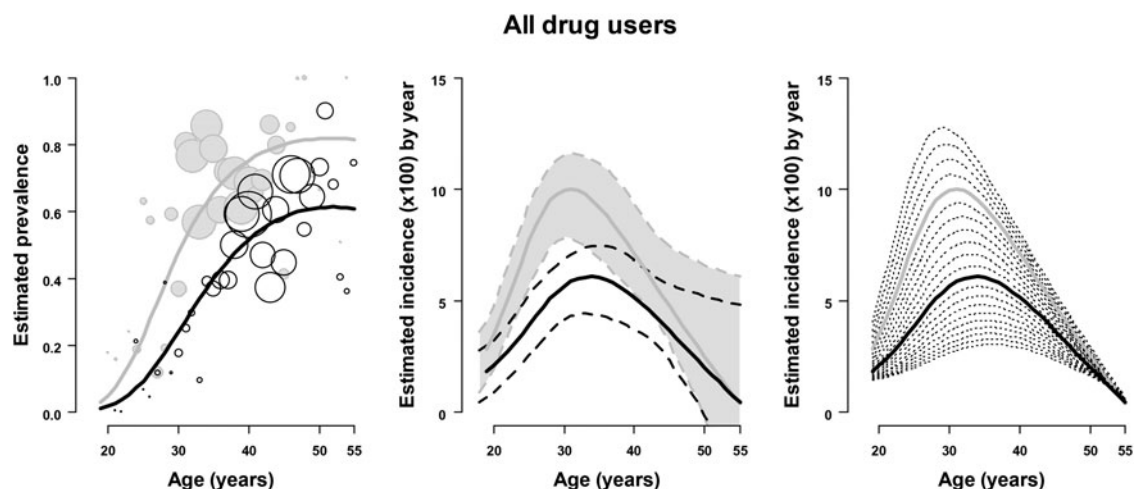 All drug users
Estimated prevalence
1.0
0.8
0.6
0.4
0.2
0.0
20 30 40 50 55
Age (years)
Estimated incidence (x100) by year
15
10
5
0
20 30 40 50 55
Age (years)
Estimated incidence (x100) by year
15
10
5
0
20 30 40 50 55
Age (years)